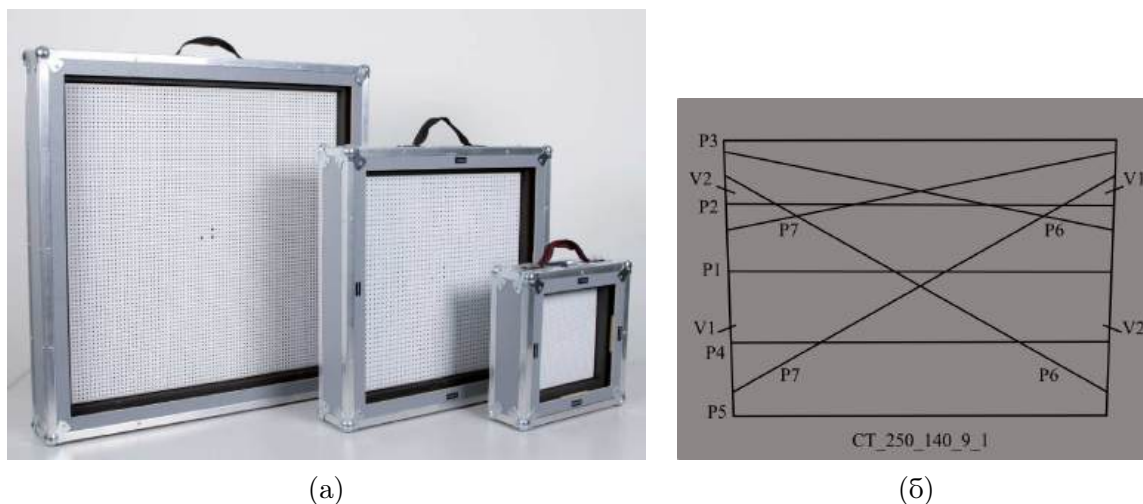 P3
V2 V1
P2
P7 P6
P1
V1 V2
P4
P7 P6
P5
CT_250_140_9_1
(а) (б)